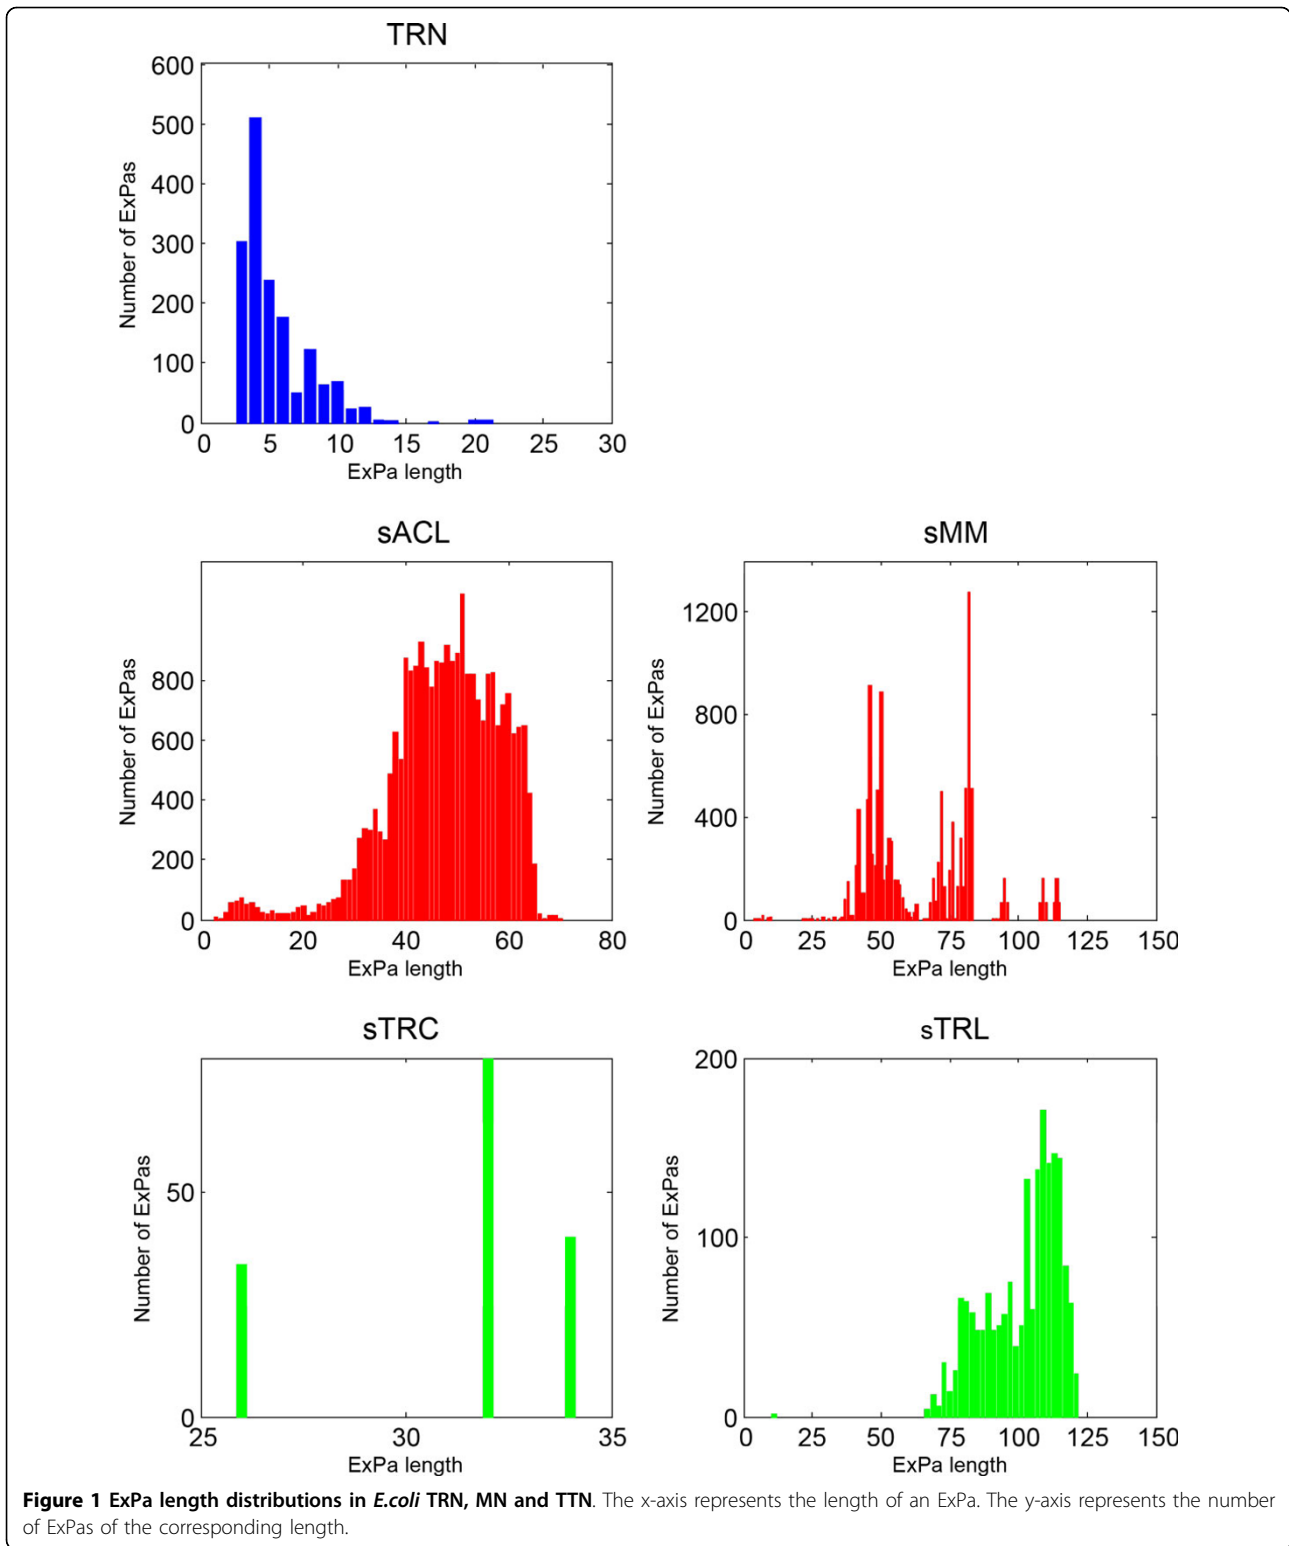 TRN
600
500
400
300
200
100
0
Number of ExPas
0 5 10 15 20 25 30
ExPa length
sACL
800
600
400
200
0
Number of ExPas
0 20 40 60 80
ExPa length
sMM
1200
800
400
0
Number of ExPas
0 25 50 75 100 125 150
ExPa length
sTRC
50
0
Number of ExPas
25 30 35
ExPa length
sTRL
200
100
0
Number of ExPas
0 25 50 75 100 125 150
ExPa length
Figure 1 ExPa length distributions in E.coli TRN, MN and TTN. The x-axis represents the length of an ExPa. The y-axis represents the number
of ExPas of the corresponding length.